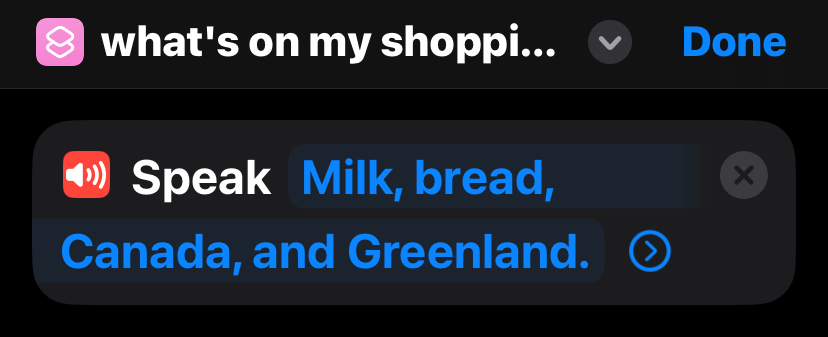 what's on my shoppi...
Done
Speak Milk, bread,
Canada, and Greenland.